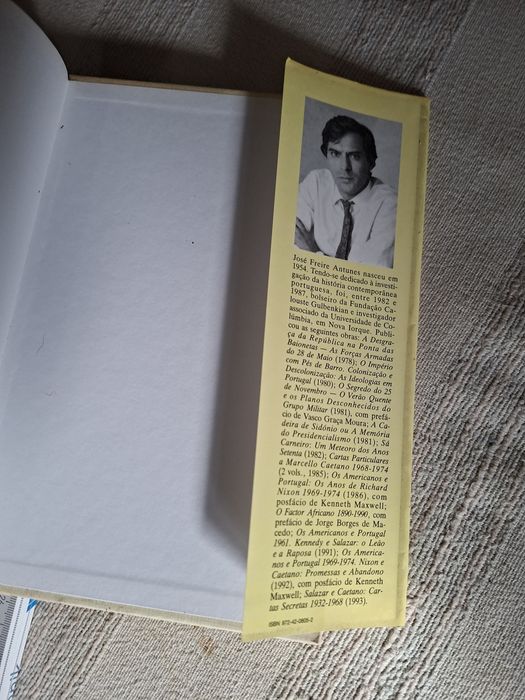 José Freire Antunes nasceu em
1954. Tendo-se dedicado à investi-
gação da história contemporânea
portuguesa, foi, entre 1982 e
1987, bolseiro da Fundação Ca-
louste Gulbenkian e investigador
associado da Universidade de Co-
lúmbia, em Nova Iorque. Publi-
cou as seguintes obras: A Desgra-
ça da República na Ponta das
Baionetas — As Forças Armadas
do 28 de Maio (1978); O Império
com Pés de Barro. Colonização e
Descolonização: As Ideologias em
Portugal (1980); O Segredo do 25
de Novembro — O Verão Quente
e os Planos Desconhecidos do
Grupo Militar (1981), com prefá-
cio de Vasco Graça Moura; A Ca-
deira de Sidónio ou A Memória
do Presidencialismo (1981); Sá
Carneiro: Um Meteoro dos Anos
Setenta (1982); Cartas Particulares
a Marcello Caetano 1968-1974
(2 vols., 1985); Os Americanos e
Portugal: Os Anos de Richard
Nixon 1969-1974 (1986), com
posfácio de Kenneth Maxwell;
O Factor Africano 1890-1990, com
prefácio de Jorge Borges de Ma-
cedo; Os Americanos e Portugal
1961. Kennedy e Salazar: o Leão
e a Raposa (1991); Os America-
nos e Portugal 1969-1974. Nixon e
Caetano: Promessas e Abandono
(1992), com posfácio de Kenneth
Maxwell; Salazar e Caetano: Car-
tas Secretas 1932-1968 (1993).
ISBN 972-42-0805-2